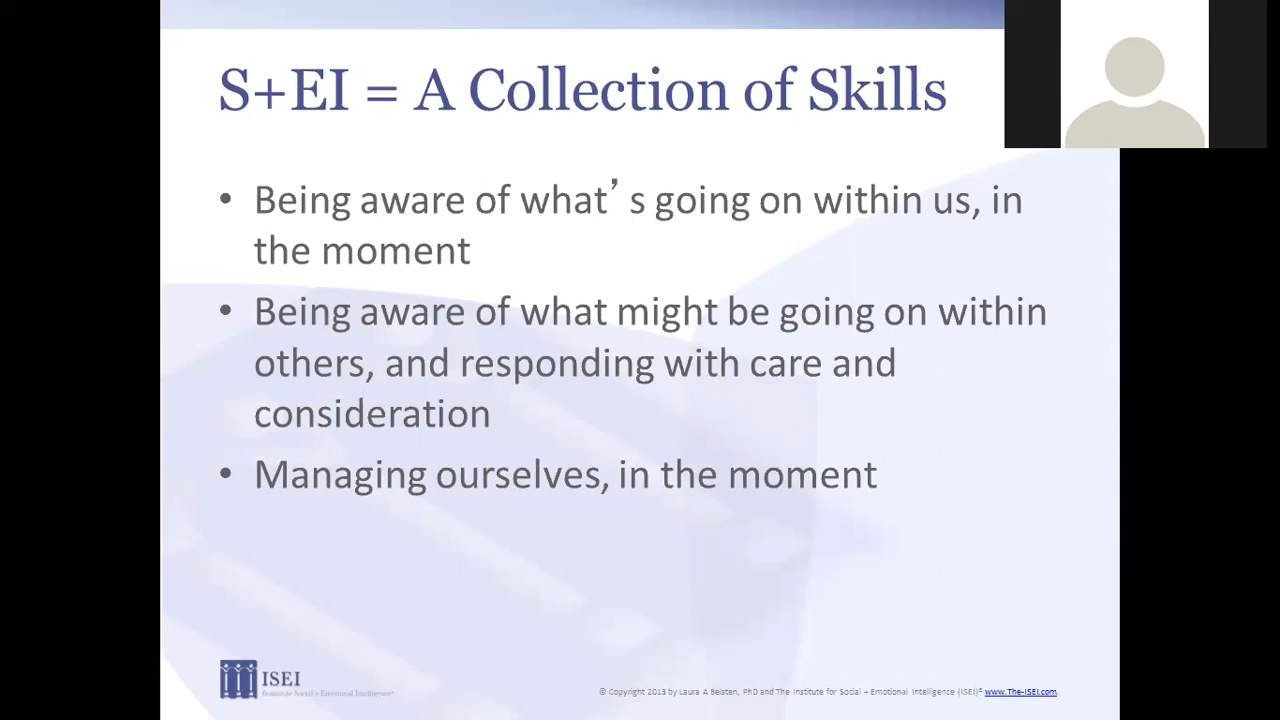 S+EI = A Collection of Skills
• Being aware of what’s going on within us, in
the moment
• Being aware of what might be going on within
others, and responding with care and
consideration
• Managing ourselves, in the moment
ISEI
Institute for Social + Emotional Intelligence®
© Copyright 2013 by Laura A Belsten, PhD and The Institute for Social + Emotional Intelligence (ISEI)® www.The-ISEI.com.